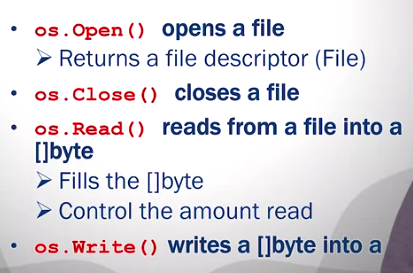 • os.Open() opens a file
➢ Returns a file descriptor (File)
• os.Close() closes a file
• os.Read() reads from a file into a
[]byte
➢ Fills the []byte
➢ Control the amount read
• os.Write() writes a []byte into a